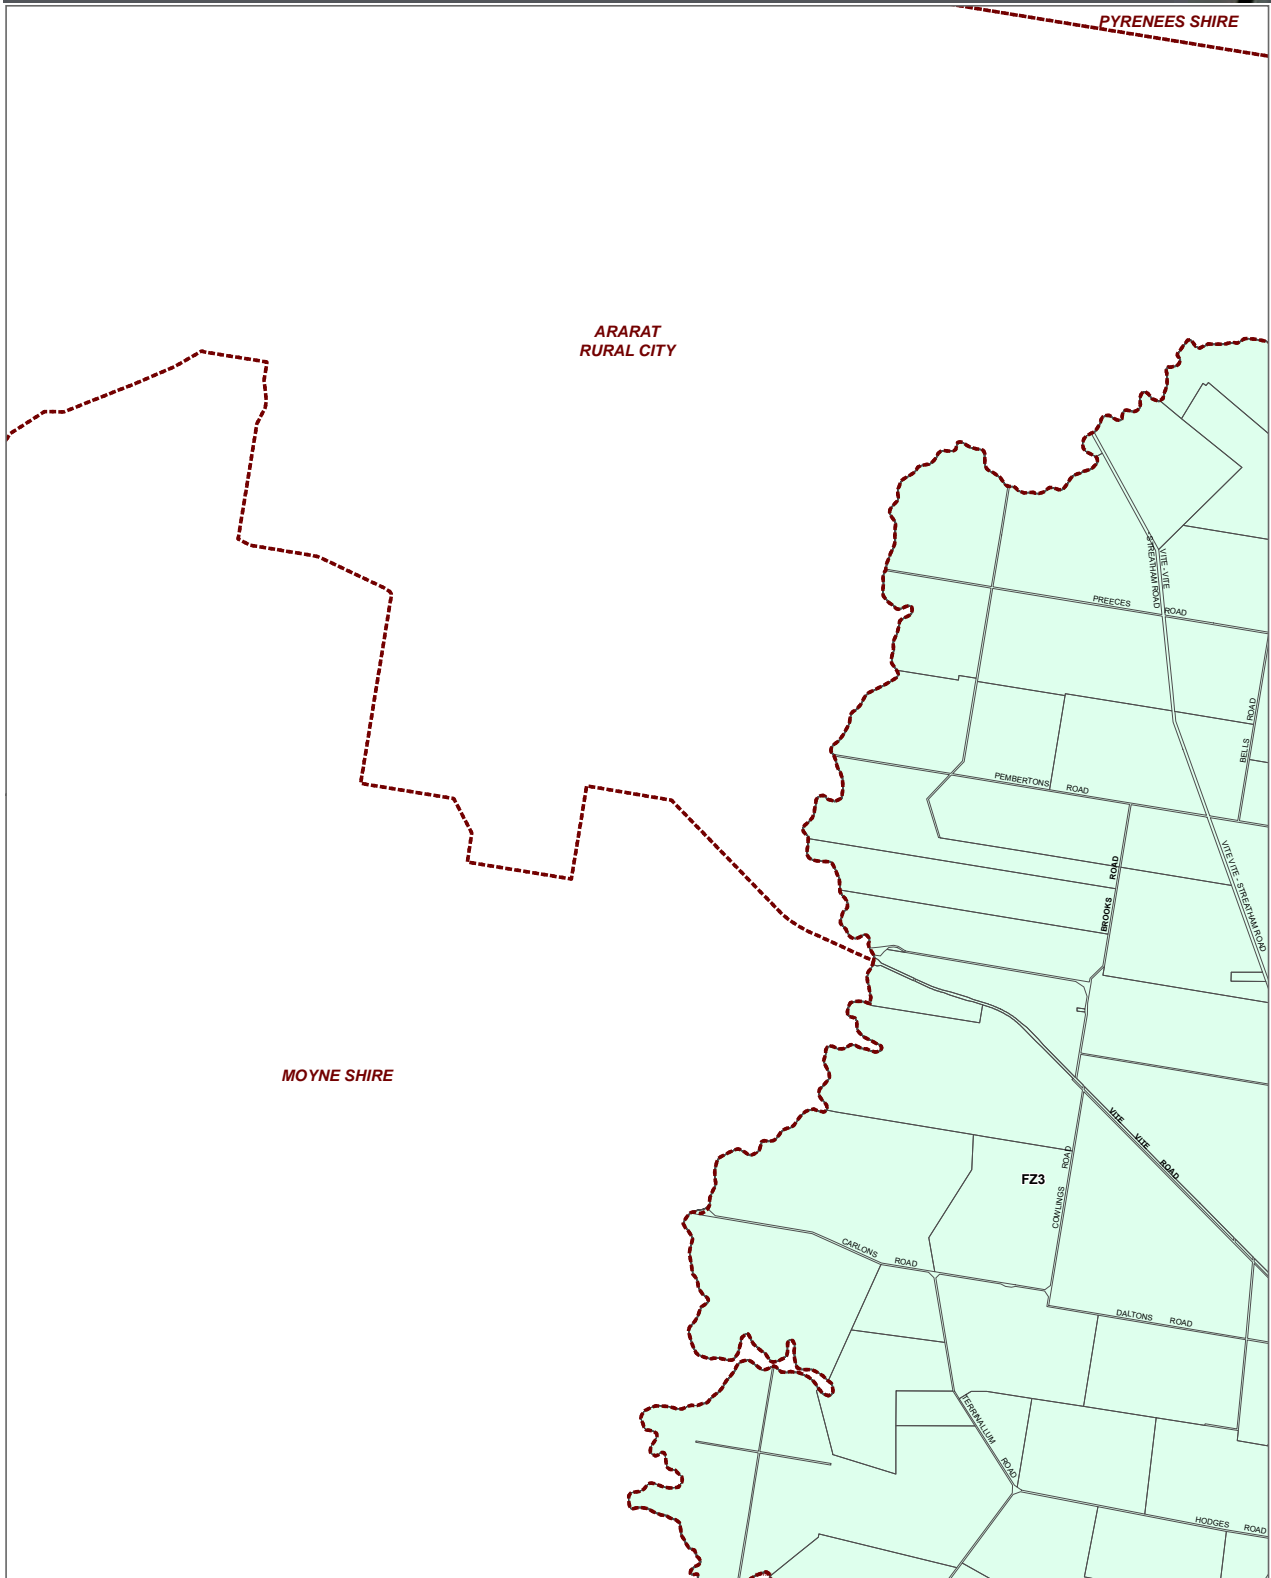 PYRENEES SHIRE
ARARAT
RURAL CITY
VITE - VITE
STREATHAM ROAD
PREECES ROAD
BELLS ROAD
PEMBERTONS ROAD
BROOKS ROAD
VITE VITE - STREATHAM ROAD
MOYNE SHIRE
VITE VITE ROAD
FZ3
COWLINGS ROAD
CARLONS ROAD
DALTONS ROAD
TERRINALLUM ROAD
HODGES ROAD